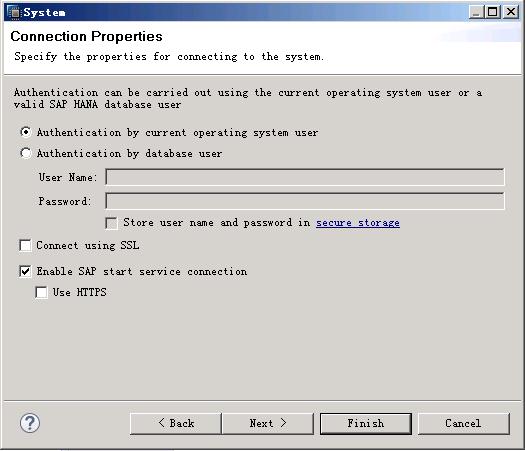 System
Connection Properties
Specify the properties for connecting to the system.
Authentication can be carried out using the current operating system user or a
valid SAP HANA database user
Authentication by current operating system user
Authentication by database user
User Name:
Password:
Store user name and password in secure storage
Connect using SSL
Enable SAP start service connection
Use HTTPS
?
< Back
Next >
Finish
Cancel